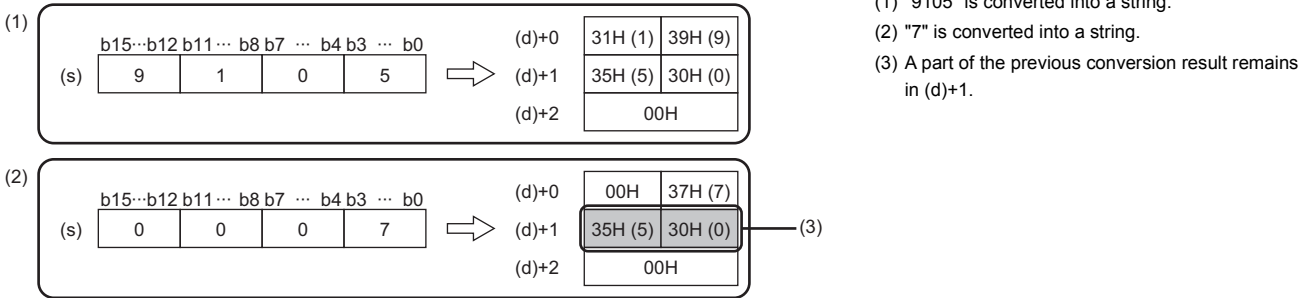 (1) "9105" is converted into a string.
(2) "7" is converted into a string.
(3) A part of the previous conversion result remains
in (d)+1.
(1)
b15···b12 b11 ··· b8 b7 ··· b4 b3 ··· b0
(s) 9 1 0 5
(d)+0 31H (1) 39H (9)
(d)+1 35H (5) 30H (0)
(d)+2 00H
(2)
b15···b12 b11 ··· b8 b7 ··· b4 b3 ··· b0
(s) 0 0 0 7
(d)+0 00H 37H (7)
(d)+1 35H (5) 30H (0) (3)
(d)+2 00H